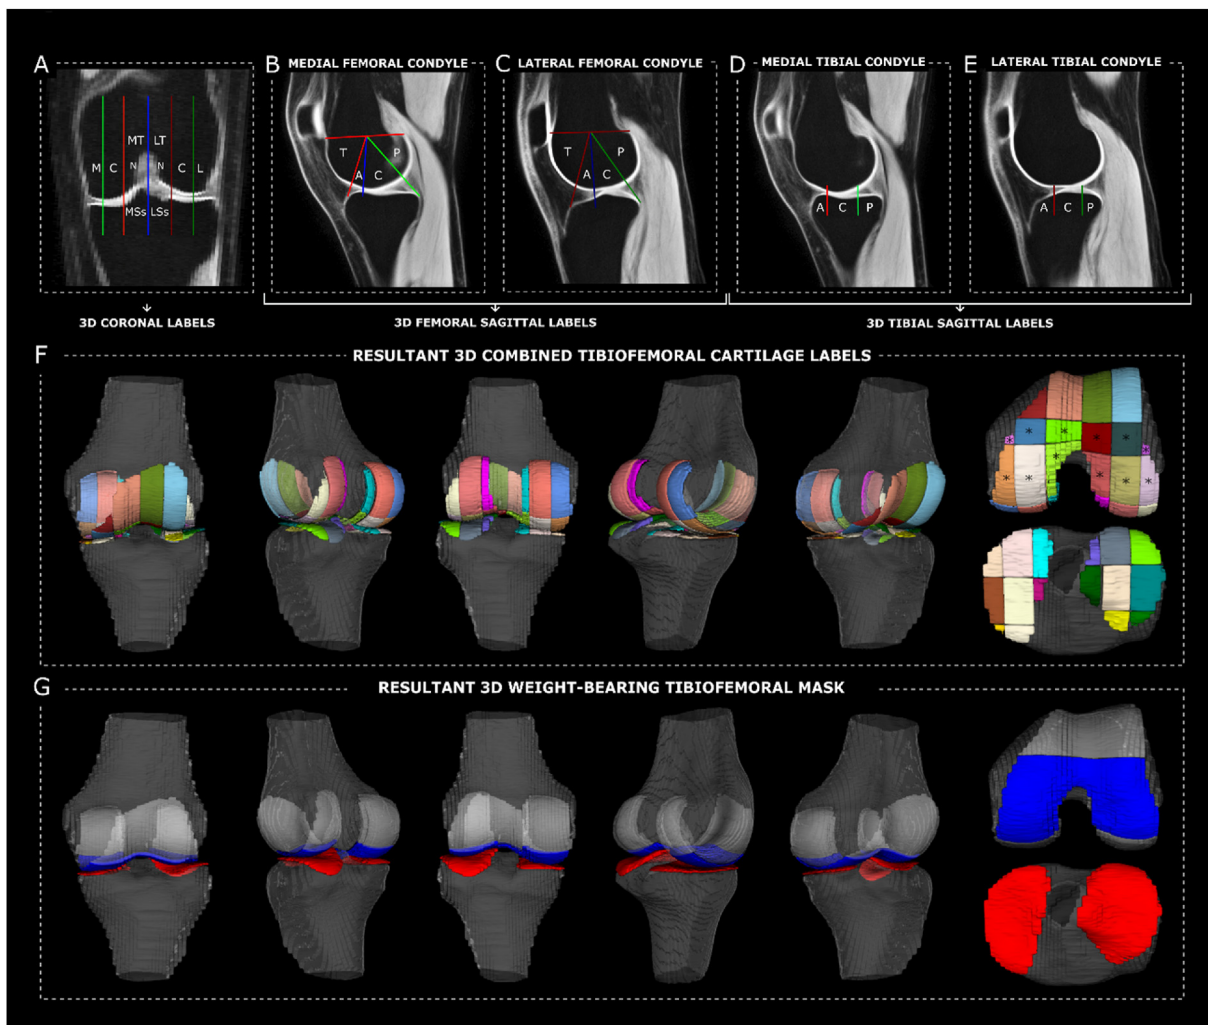 A
B MEDIAL FEMORAL CONDYLE
C LATERAL FEMORAL CONDYLE
D MEDIAL TIBIAL CONDYLE
E LATERAL TIBIAL CONDYLE
MT LT
M C N N C L
MSs LSs
T P
A C
T P
A C
A C P
A C P
3D CORONAL LABELS
3D FEMORAL SAGITTAL LABELS
3D TIBIAL SAGITTAL LABELS
F RESULTANT 3D COMBINED TIBIOFEMORAL CARTILAGE LABELS
* *
* * * *
*
* * * * *
G RESULTANT 3D WEIGHT-BEARING TIBIOFEMORAL MASK